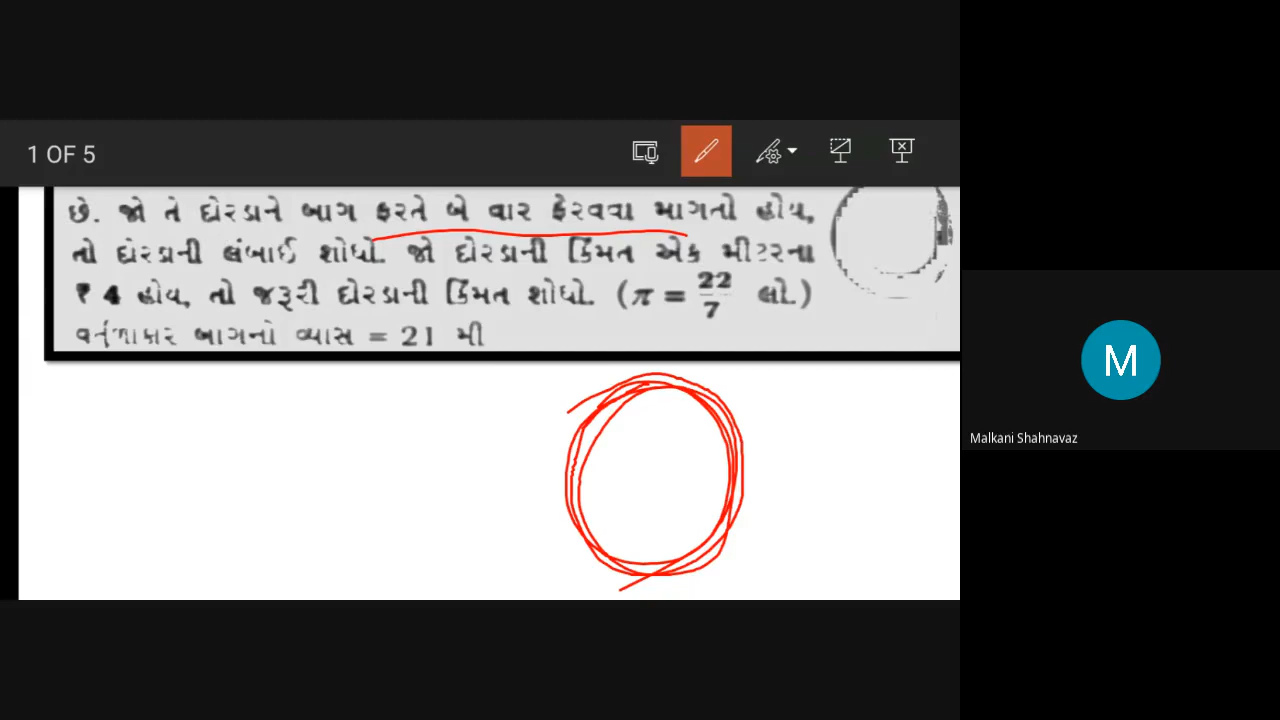 1 OF 5
છે. જો તે દોરડાને બાગ ફરતે બે વાર ફેરવવા માગતો હોય,
તો દોરડાની લંબાઈ શોધો. જો દોરડાની કિંમત એક મીટરના
₹ 4 હોય, તો જરૂરી દોરડાની કિંમત શોધો. (π = 22/7 લો.)
વર્તુળાકાર બાગનો વ્યાસ = 21 મી
M
Malkani Shahnavaz